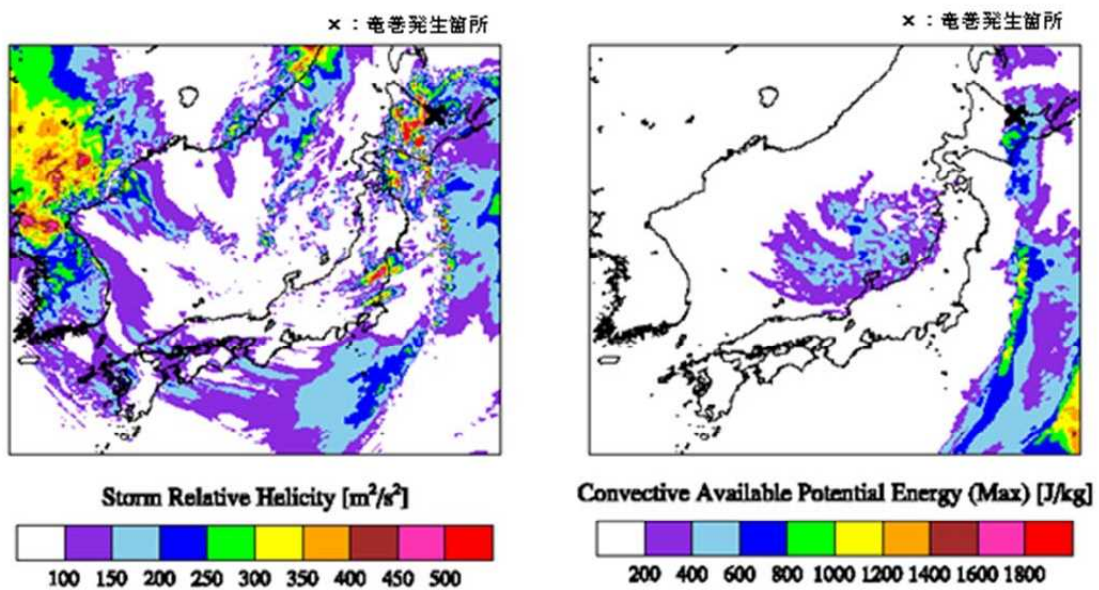 ×：竜巻発生箇所
×：竜巻発生箇所
Storm Relative Helicity [m²/s²]
100 150 200 250 300 350 400 450 500
Convective Available Potential Energy (Max) [J/kg]
200 400 600 800 1000 1200 1400 1600 1800